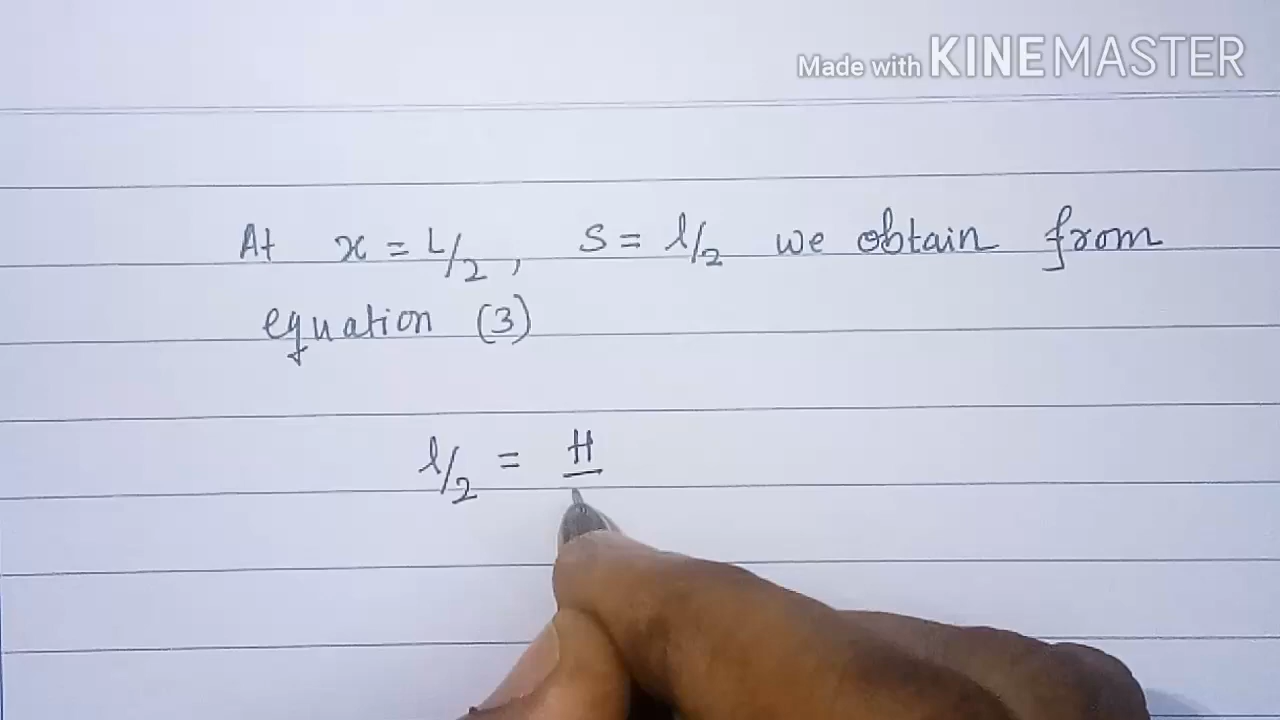 Made with KINEMASTER
At x = L/2, S = l/2 we obtain from
equation (3)
l/2 = H